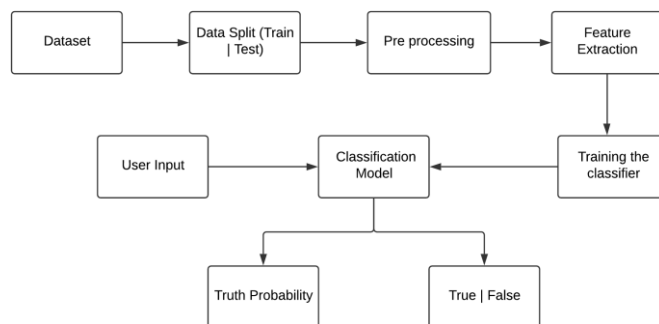 Dataset
Data Split (Train
| Test)
Pre processing
Feature
Extraction
User Input
Classification
Model
Training the
classifier
Truth Probability
True | False